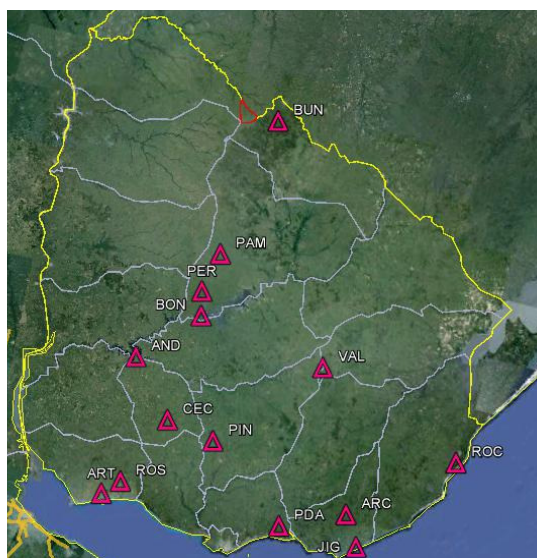 BUN
PAM
PER
BON
AND
VAL
CEC
PIN
ROC
ART
ROS
ARC
PDA
JIG